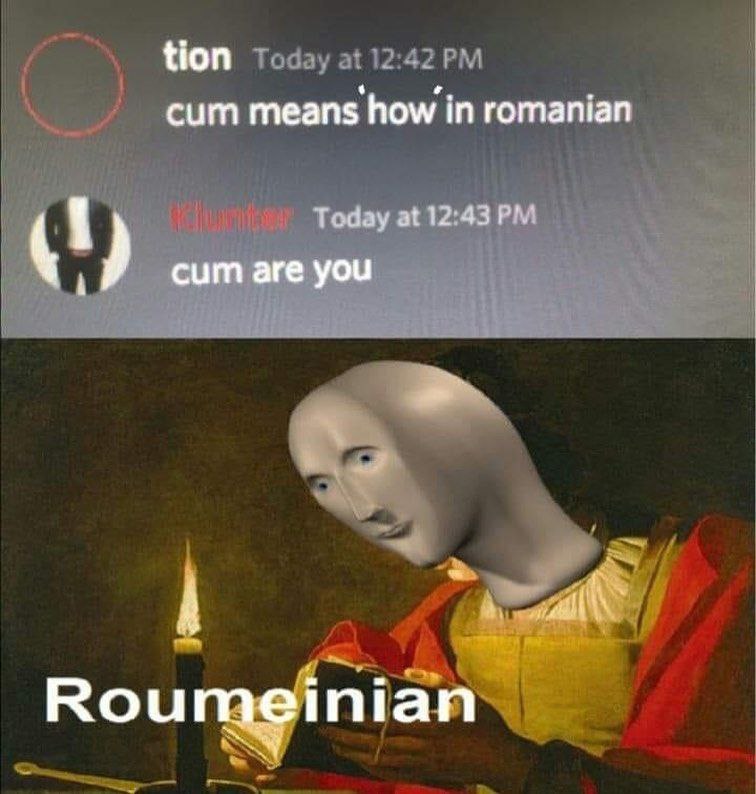 tion Today at 12:42 PM
cum means 'how' in romanian
Klunter Today at 12:43 PM
cum are you
Roumeinian